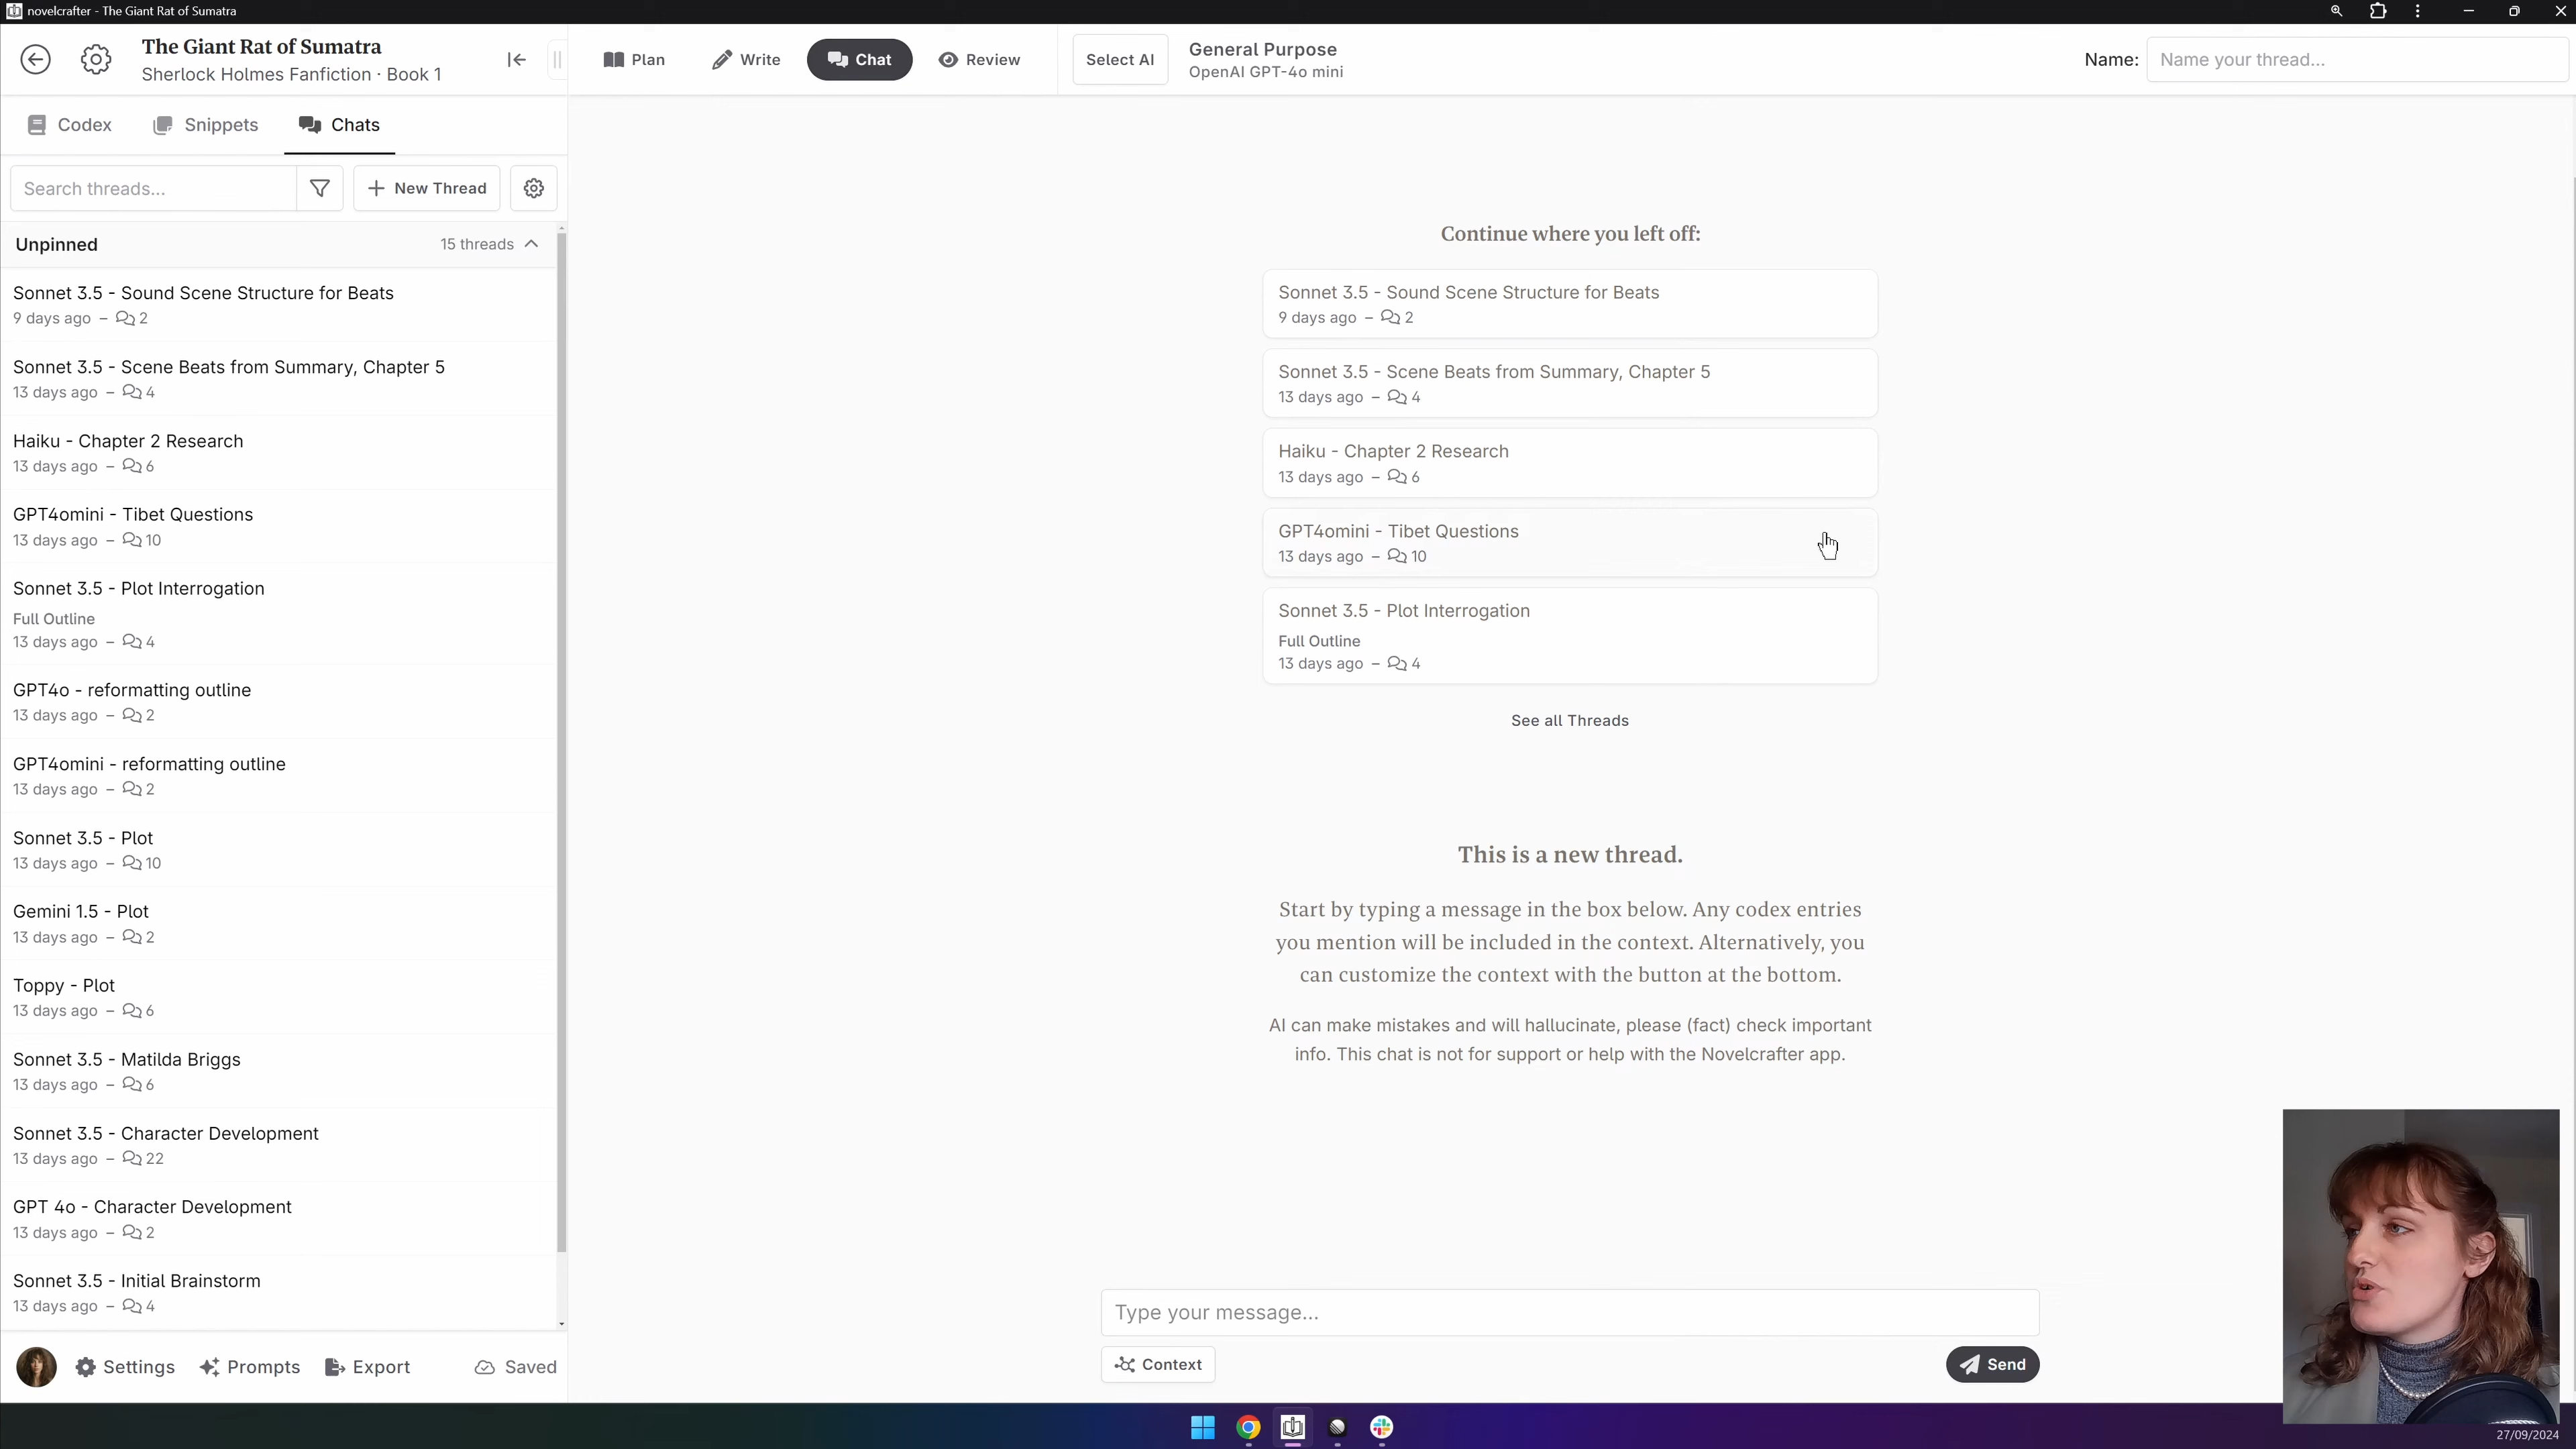 novelcrafter - The Giant Rat of Sumatra
The Giant Rat of Sumatra
Sherlock Holmes Fanfiction · Book 1
Plan
Write
Chat
Review
Select AI
General Purpose
OpenAI GPT-4o mini
Name:
Name your thread...
Codex
Snippets
Chats
Search threads...
New Thread
Unpinned
15 threads
Sonnet 3.5 - Sound Scene Structure for Beats
9 days ago – 2
Sonnet 3.5 - Scene Beats from Summary, Chapter 5
13 days ago – 4
Haiku - Chapter 2 Research
13 days ago – 6
GPT4omini - Tibet Questions
13 days ago – 10
Sonnet 3.5 - Plot Interrogation
Full Outline
13 days ago – 4
GPT4o - reformatting outline
13 days ago – 2
GPT4omini - reformatting outline
13 days ago – 2
Sonnet 3.5 - Plot
13 days ago – 10
Gemini 1.5 - Plot
13 days ago – 2
Toppy - Plot
13 days ago – 6
Sonnet 3.5 - Matilda Briggs
13 days ago – 6
Sonnet 3.5 - Character Development
13 days ago – 22
GPT 4o - Character Development
13 days ago – 2
Sonnet 3.5 - Initial Brainstorm
13 days ago – 4
Settings
Prompts
Export
Saved
Continue where you left off:
Sonnet 3.5 - Sound Scene Structure for Beats
9 days ago – 2
Sonnet 3.5 - Scene Beats from Summary, Chapter 5
13 days ago – 4
Haiku - Chapter 2 Research
13 days ago – 6
GPT4omini - Tibet Questions
13 days ago – 10
Sonnet 3.5 - Plot Interrogation
Full Outline
13 days ago – 4
See all Threads
This is a new thread.
Start by typing a message in the box below. Any codex entries
you mention will be included in the context. Alternatively, you
can customize the context with the button at the bottom.
AI can make mistakes and will hallucinate, please (fact) check important
info. This chat is not for support or help with the Novelcrafter app.
Type your message...
Context
Send
27/09/2024